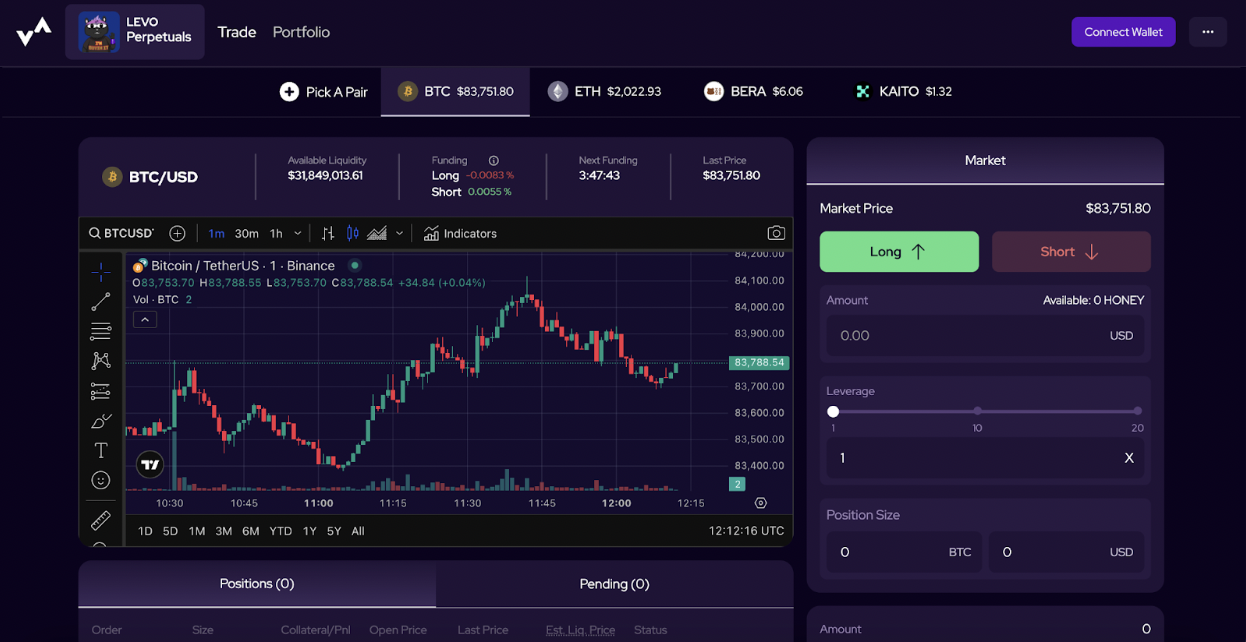 LEVO
Perpetuals
Trade
Portfolio
Connect Wallet
Pick A Pair
BTC $83,751.80
ETH $2,022.93
BERA $6.06
KAITO $1.32
BTC/USD
Available Liquidity
$31,849,013.61
Funding
Long -0.0083 %
Short 0.0055 %
Next Funding
3:47:43
Last Price
$83,751.80
BTCUSD
1m 30m 1h
Indicators
Bitcoin / TetherUS · 1 · Binance
O83,753.70 H83,788.55 L83,753.70 C83,788.54 +34.84 (+0.04%)
Vol · BTC 2
84,200.00
84,100.00
84,000.00
83,900.00
83,788.54
83,700.00
83,600.00
83,500.00
83,400.00
2
10:30 10:45 11:00 11:15 11:30 11:45 12:00 12:15
1D 5D 1M 3M 6M YTD 1Y 5Y All
12:12:16 UTC
Market
Market Price $83,751.80
Long
Short
Amount Available: 0 HONEY
0.00 USD
Leverage
1 10 20
1 X
Position Size
0 BTC
0 USD
Amount 0
Positions (0)
Pending (0)
Order Size Collateral/Pnl Open Price Last Price Est. Liq. Price Status